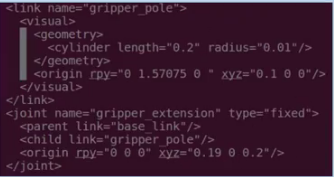 <link name="gripper_pole">
<visual>
<geometry>
<cylinder length="0.2" radius="0.01"/>
</geometry>
<origin rpy="0 1.57075 0 " xyz="0.1 0 0"/>
</visual>
</link>
<joint name="gripper_extension" type="fixed">
<parent link="base_link"/>
<child link="gripper_pole"/>
<origin rpy="0 0 0" xyz="0.19 0 0.2"/>
</joint>